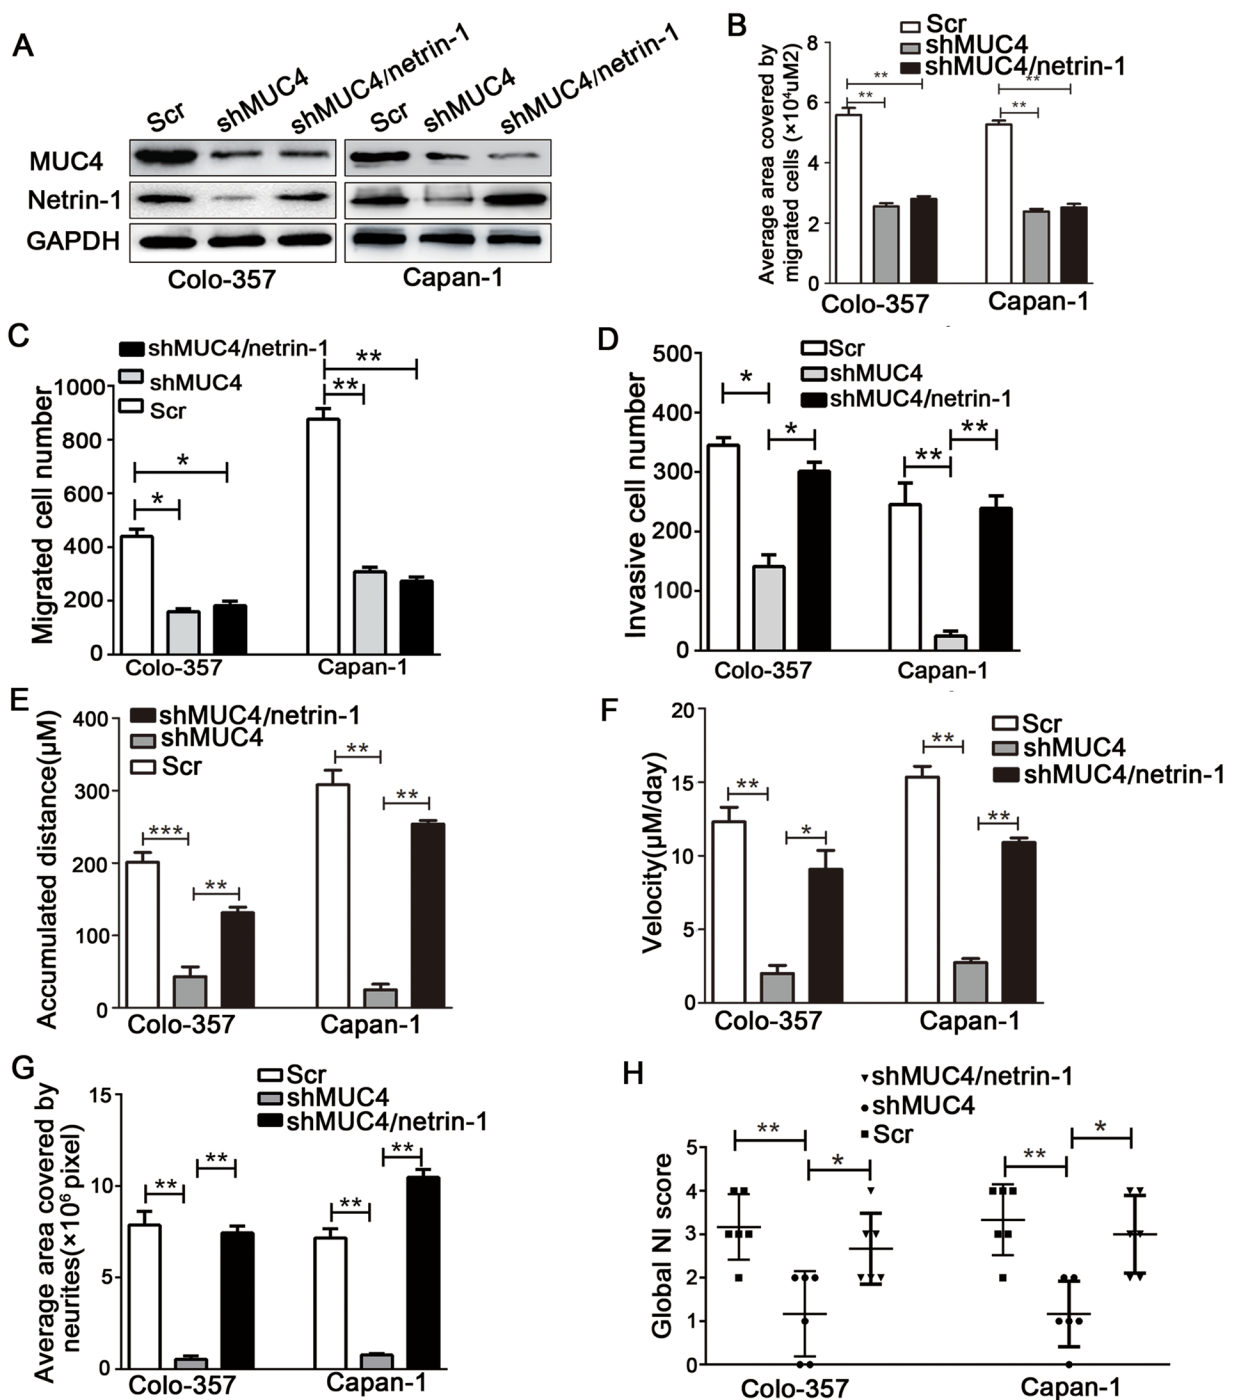 A
Scr
shMUC4
shMUC4/netrin-1
Scr
shMUC4
shMUC4/netrin-1
MUC4
Netrin-1
GAPDH
Colo-357
Capan-1
B
Scr
shMUC4
shMUC4/netrin-1
Average area covered by
migrated cells (×10⁴uM2)
8
6
4
2
0
**
**
**
**
Colo-357
Capan-1
C
shMUC4/netrin-1
shMUC4
Scr
Migrated cell number
1000
800
600
400
200
0
*
*
**
**
Colo-357
Capan-1
D
Scr
shMUC4
shMUC4/netrin-1
Invasive cell number
500
400
300
200
100
0
*
*
**
**
Colo-357
Capan-1
E
shMUC4/netrin-1
shMUC4
Scr
Accumulated distance(μM)
400
300
200
100
0
***
**
**
**
Colo-357
Capan-1
F
Scr
shMUC4
shMUC4/netrin-1
Velocity(μM/day)
20
15
10
5
0
**
*
**
**
Colo-357
Capan-1
G
Scr
shMUC4
shMUC4/netrin-1
Average area covered by
neurites(×10⁶ pixel)
15
10
5
0
**
**
**
**
Colo-357
Capan-1
H
shMUC4/netrin-1
shMUC4
Scr
Global NI score
5
4
3
2
1
0
**
*
**
*
Colo-357
Capan-1